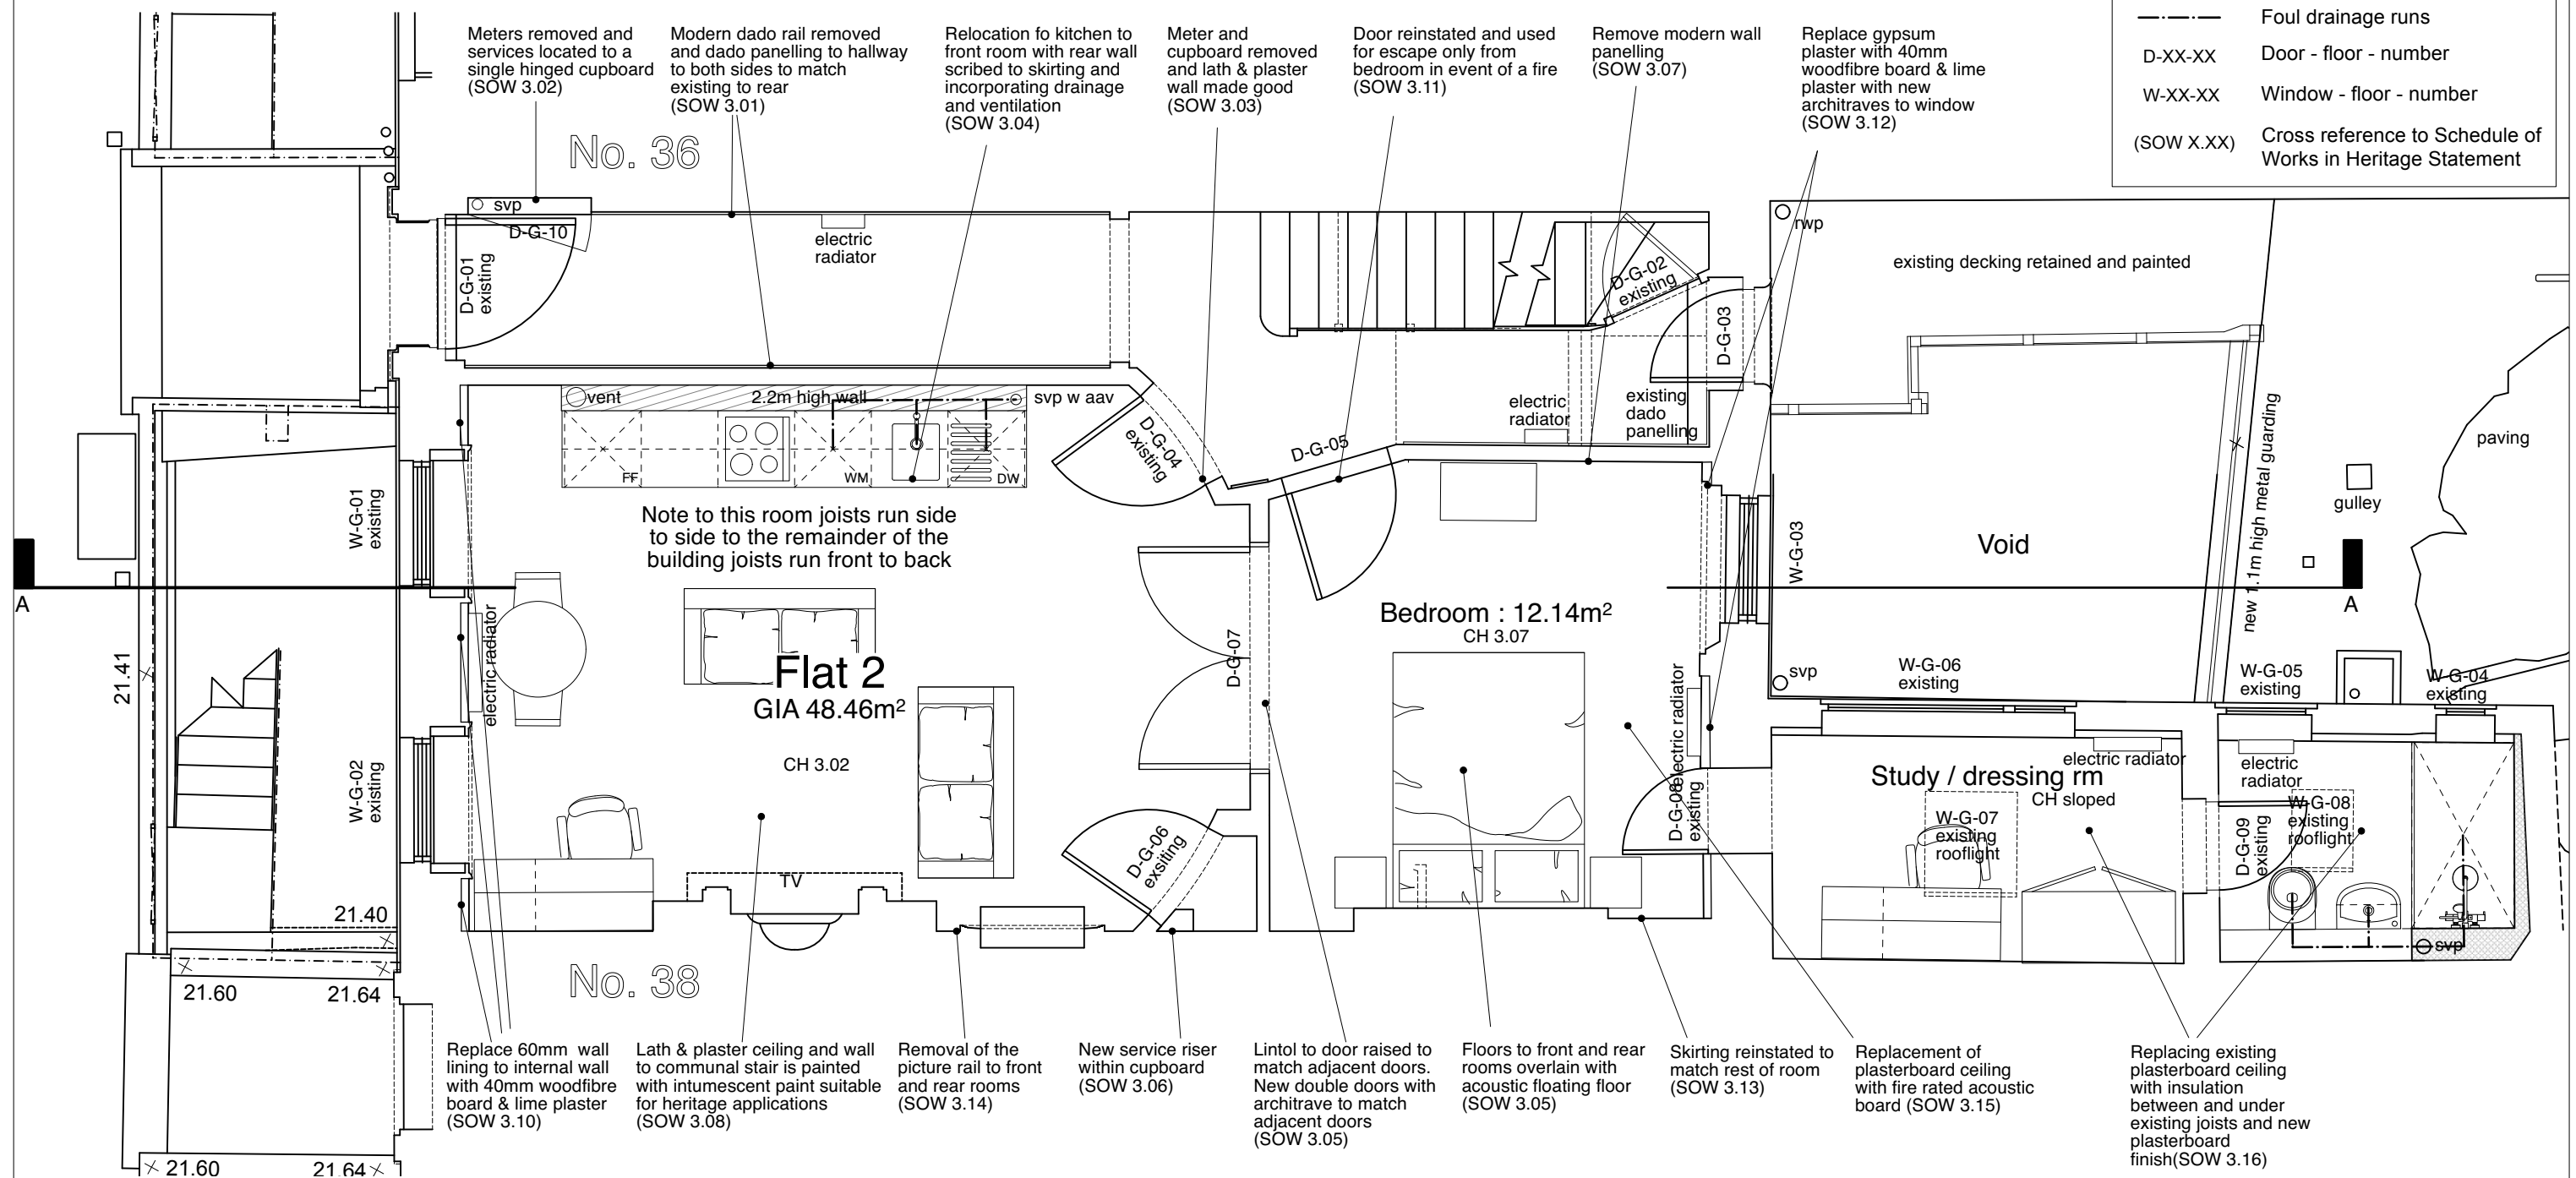 Foul drainage runs
D-XX-XX
Door - floor - number
W-XX-XX
Window - floor - number
(SOW X.XX)
Cross reference to Schedule of
Works in Heritage Statement
Meters removed and
services located to a
single hinged cupboard
(SOW 3.02)
Modern dado rail removed
and dado panelling to hallway
to both sides to match
existing to rear
(SOW 3.01)
Relocation fo kitchen to
front room with rear wall
scribed to skirting and
incorporating drainage
and ventilation
(SOW 3.04)
Meter and
cupboard removed
and lath & plaster
wall made good
(SOW 3.03)
Door reinstated and used
for escape only from
bedroom in event of a fire
(SOW 3.11)
Remove modern wall
panelling
(SOW 3.07)
Replace gypsum
plaster with 40mm
woodfibre board & lime
plaster with new
architraves to window
(SOW 3.12)
No. 36
svp
D-G-10
D-G-01
existing
electric
radiator
D-G-02
existing
D-G-03
rwp
existing decking retained and painted
vent
2.2m high wall
svp w aav
FF
WM
DW
D-G-04
existing
D-G-05
electric
radiator
existing
dado
panelling
new 1.1m high metal guarding
paving
gulley
W-G-01
existing
Note to this room joists run side
to side to the remainder of the
building joists run front to back
W-G-03
Void
A
A
electric radiator
Flat 2
GIA 48.46m²
CH 3.02
D-G-07
Bedroom : 12.14m²
CH 3.07
svp
W-G-06
existing
W-G-05
existing
W-G-04
existing
21.41
W-G-02
existing
electric radiator
D-G-08
existing
electric radiator
Study / dressing rm
CH sloped
W-G-07
existing
rooflight
electric
radiator
W-G-08
existing
rooflight
D-G-09
existing
D-G-06
exsiting
TV
svp
21.40
21.60
21.64
No. 38
21.60
21.64
Replace 60mm wall
lining to internal wall
with 40mm woodfibre
board & lime plaster
(SOW 3.10)
Lath & plaster ceiling and wall
to communal stair is painted
with intumescent paint suitable
for heritage applications
(SOW 3.08)
Removal of the
picture rail to front
and rear rooms
(SOW 3.14)
New service riser
within cupboard
(SOW 3.06)
Lintol to door raised to
match adjacent doors.
New double doors with
architrave to match
adjacent doors
(SOW 3.05)
Floors to front and rear
rooms overlain with
acoustic floating floor
(SOW 3.05)
Skirting reinstated to
match rest of room
(SOW 3.13)
Replacement of
plasterboard ceiling
with fire rated acoustic
board (SOW 3.15)
Replacing existing
plasterboard ceiling
with insulation
between and under
existing joists and new
plasterboard
finish(SOW 3.16)